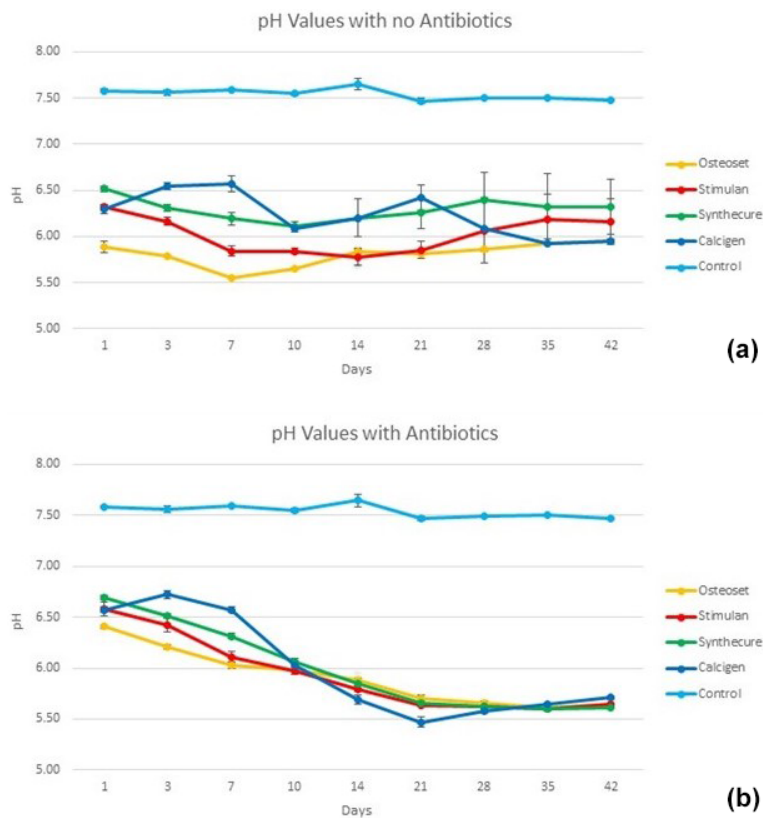 pH Values with no Antibiotics
8.00
7.50
7.00
6.50
6.00
5.50
5.00
pH
1 3 7 10 14 21 28 35 42
Days
Osteoset
Stimulan
Synthecure
Calcigen
Control
(a)
pH Values with Antibiotics
8.00
7.50
7.00
6.50
6.00
5.50
5.00
pH
1 3 7 10 14 21 28 35 42
Days
Osteoset
Stimulan
Synthecure
Calcigen
Control
(b)